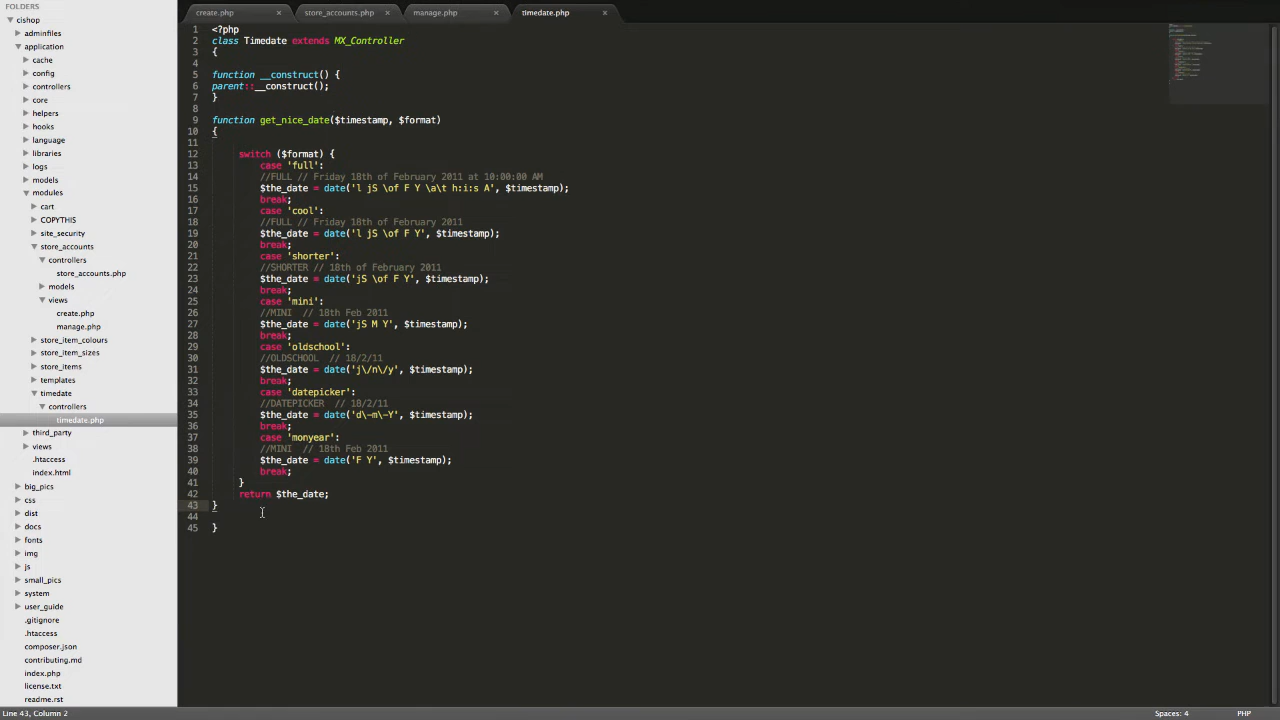 FOLDERS
cishop
adminfiles
application
cache
config
controllers
core
helpers
hooks
language
libraries
logs
models
modules
cart
COPYTHIS
site_security
store_accounts
controllers
store_accounts.php
models
views
create.php
manage.php
store_item_colours
store_item_sizes
store_items
templates
timedate
controllers
timedate.php
third_party
views
.htaccess
index.html
big_pics
css
dist
docs
fonts
img
js
small_pics
system
user_guide
.gitignore
.htaccess
composer.json
contributing.md
index.php
license.txt
readme.rst
create.php × store_accounts.php × manage.php × timedate.php ×
1 <?php
2 class Timedate extends MX_Controller
3 {
4
5 function __construct() {
6 parent::__construct();
7 }
8
9 function get_nice_date($timestamp, $format)
10 {
11
12 switch ($format) {
13 case 'full':
14 //FULL // Friday 18th of February 2011 at 10:00:00 AM
15 $the_date = date('l jS \of F Y \a\t h:i:s A', $timestamp);
16 break;
17 case 'cool':
18 //FULL // Friday 18th of February 2011
19 $the_date = date('l jS \of F Y', $timestamp);
20 break;
21 case 'shorter':
22 //SHORTER // 18th of February 2011
23 $the_date = date('jS \of F Y', $timestamp);
24 break;
25 case 'mini':
26 //MINI // 18th Feb 2011
27 $the_date = date('jS M Y', $timestamp);
28 break;
29 case 'oldschool':
30 //OLDSCHOOL // 18/2/11
31 $the_date = date('j\/n\/y', $timestamp);
32 break;
33 case 'datepicker':
34 //DATEPICKER // 18/2/11
35 $the_date = date('d\-m\-Y', $timestamp);
36 break;
37 case 'monyear':
38 //MINI // 18th Feb 2011
39 $the_date = date('F Y', $timestamp);
40 break;
41 }
42 return $the_date;
43 }
44
45 }
Line 43, Column 2
Spaces: 4
PHP